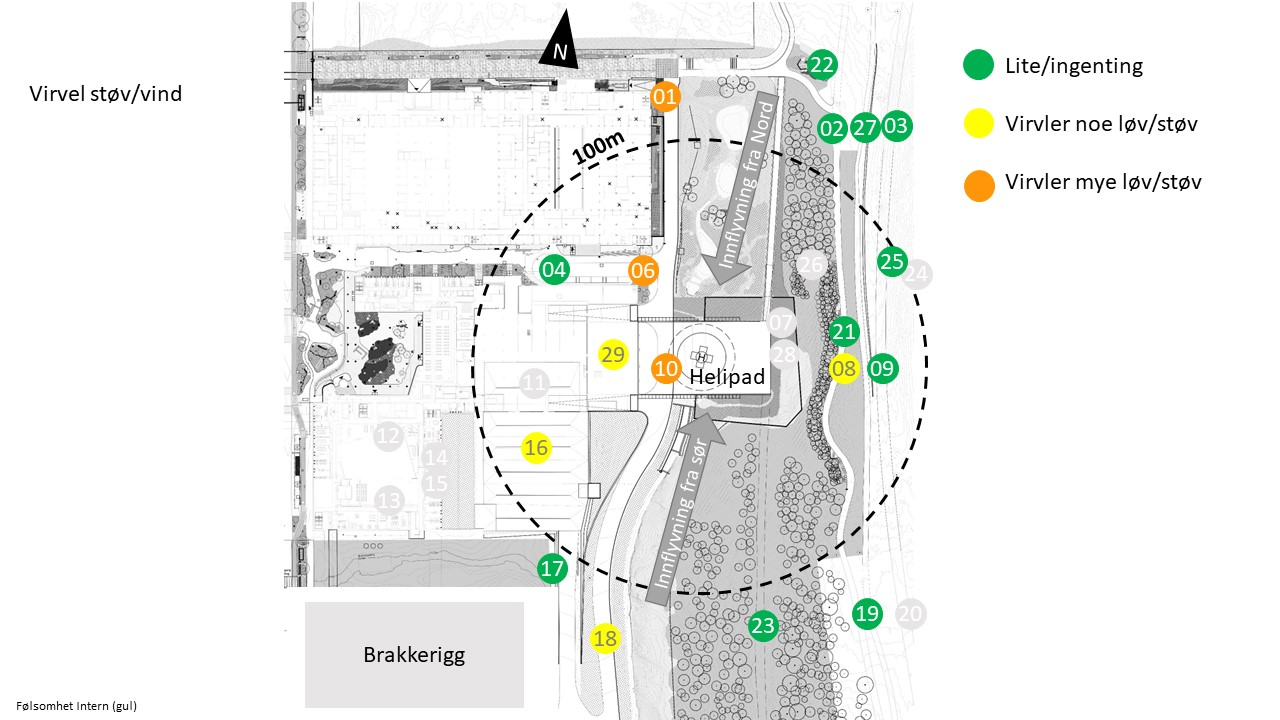 N
Virvel støv/vind
Lite/ingenting
Virvler noe løv/støv
Virvler mye løv/støv
22
01
02 27 03
100m
Innflyvning fra Nord
04
06
26
25
24
07
21
29
28
10
Helipad
08
09
11
12
16
14
15
13
Innflyvning fra sør
17
19
20
23
18
Brakkerigg
Følsomhet Intern (gul)